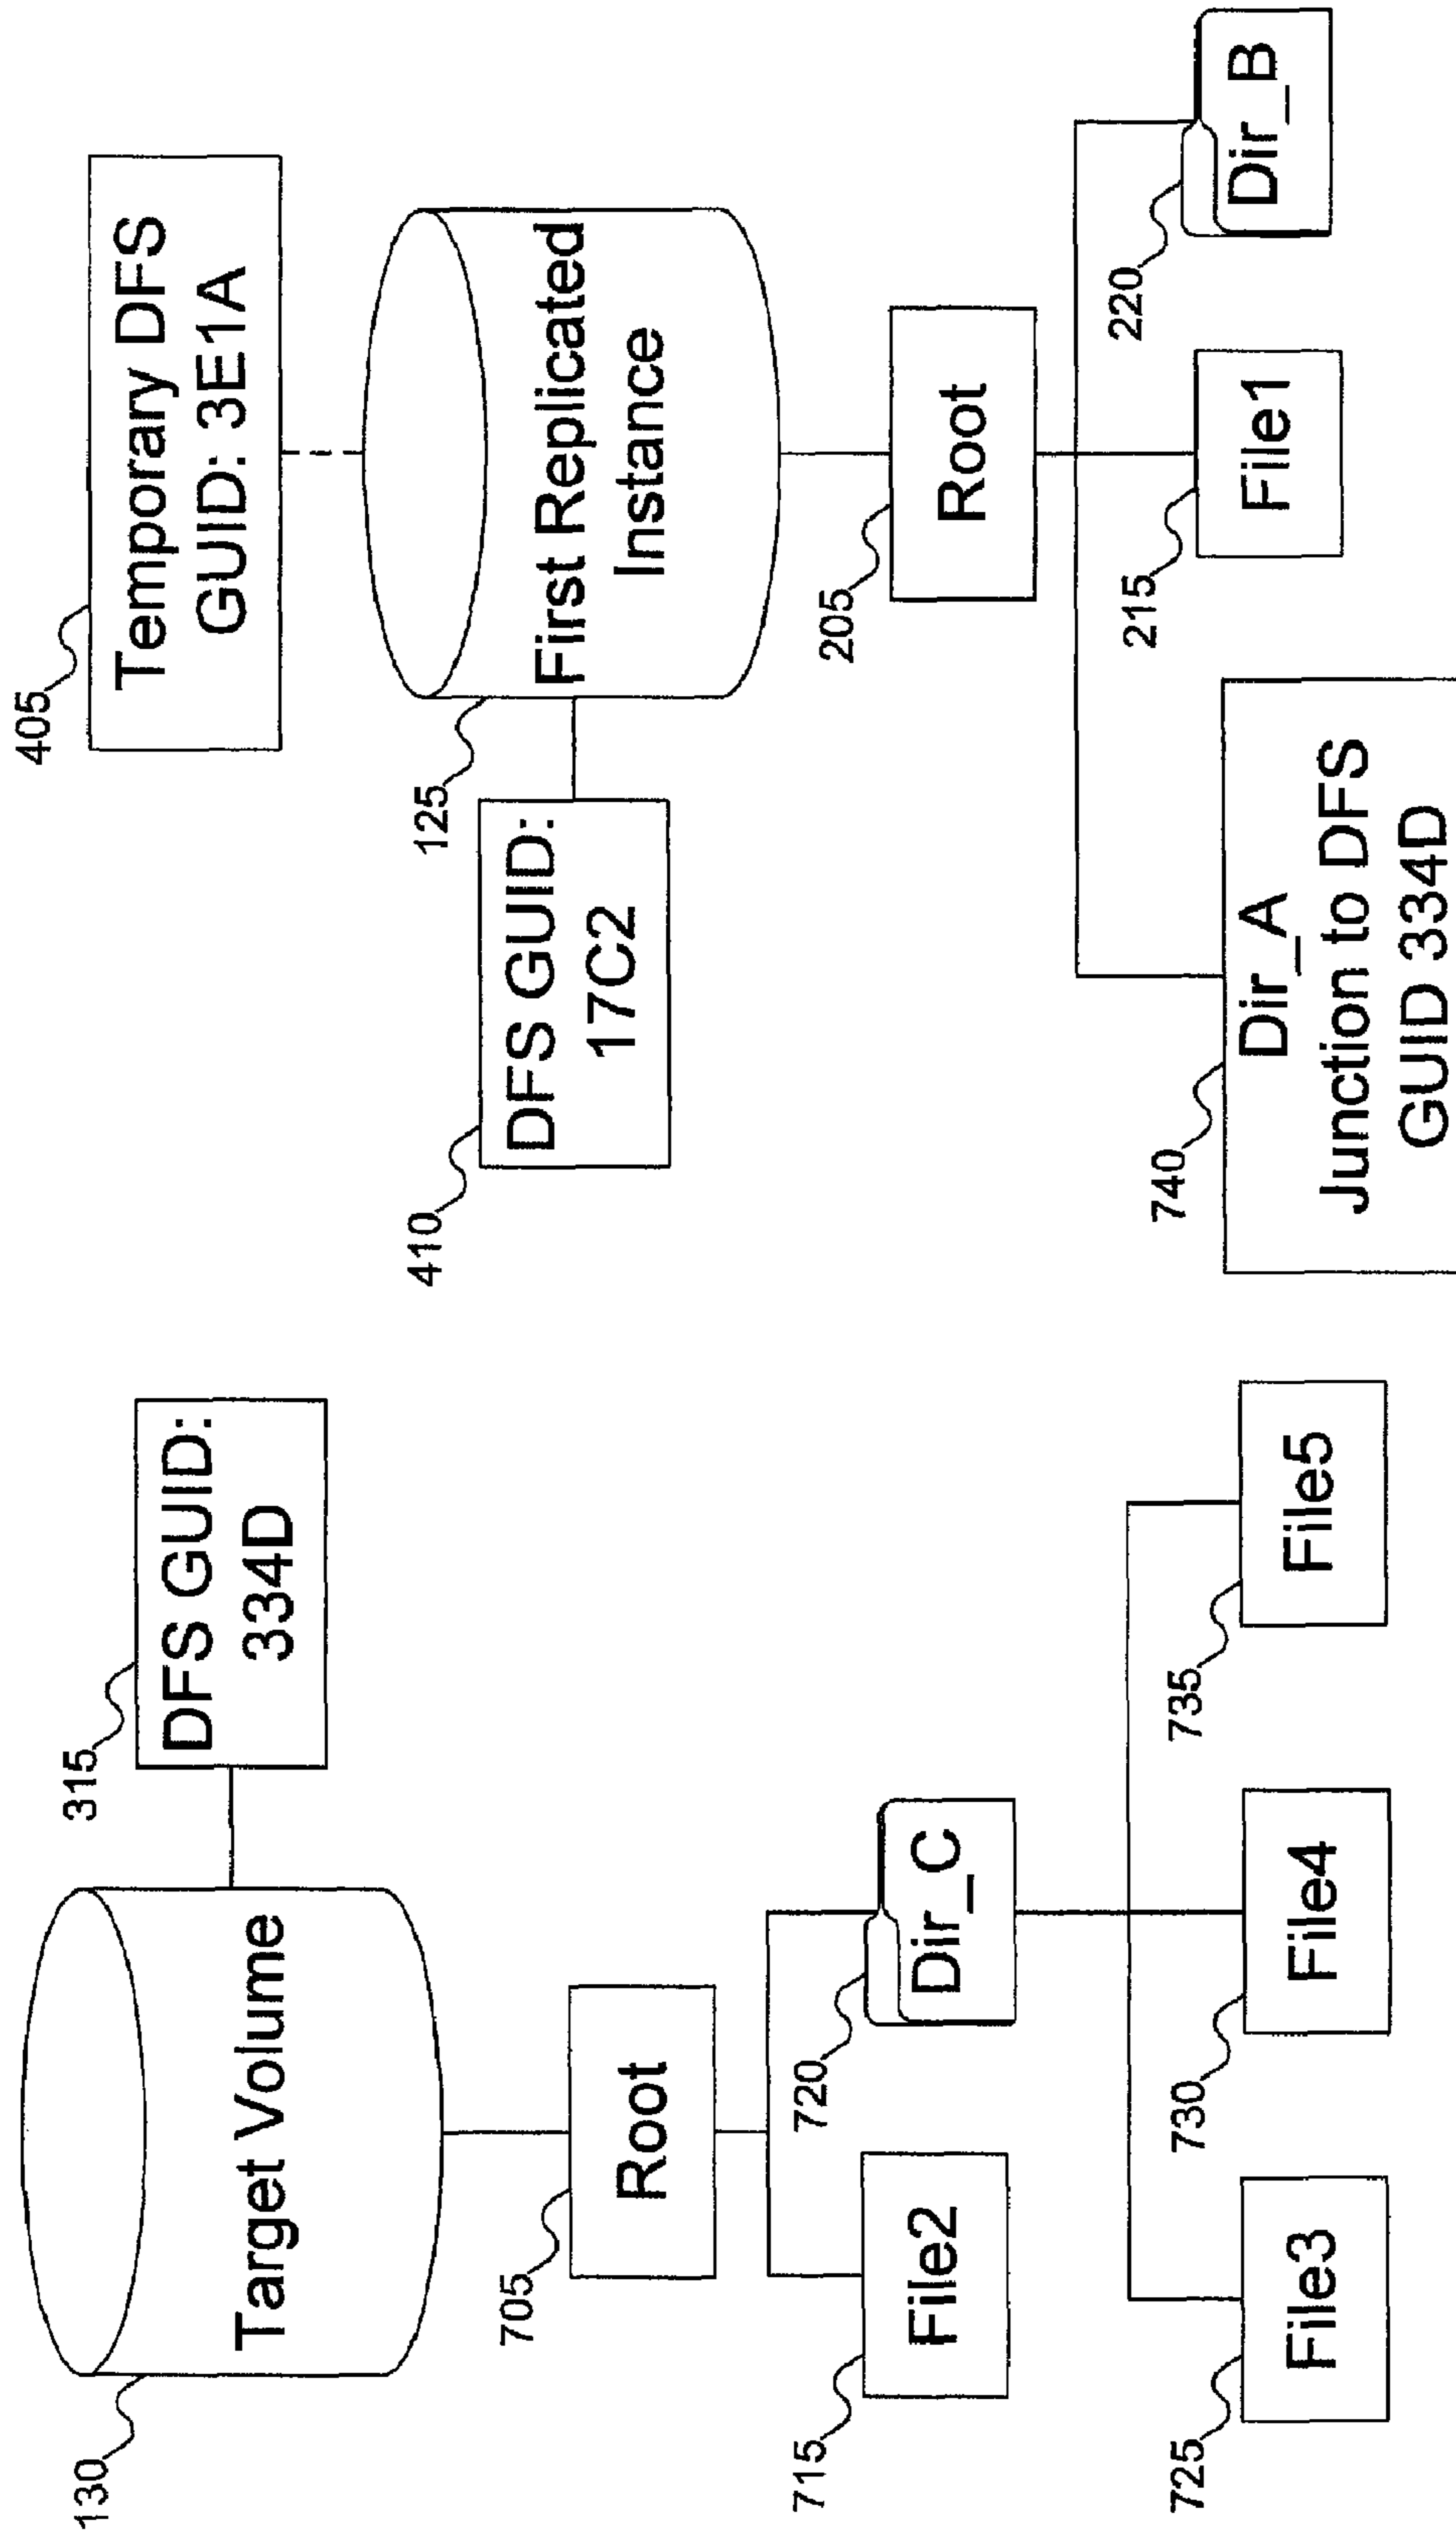 130
Target Volume
315
DFS GUID:
334D
705
Root
715
File2
720
Dir_C
725
File3
730
File4
735
File5
405
Temporary DFS
GUID: 3E1A
410
DFS GUID:
17C2
125
First Replicated
Instance
205
Root
740
Dir_A
Junction to DFS
GUID 334D
215
File1
220
Dir_B